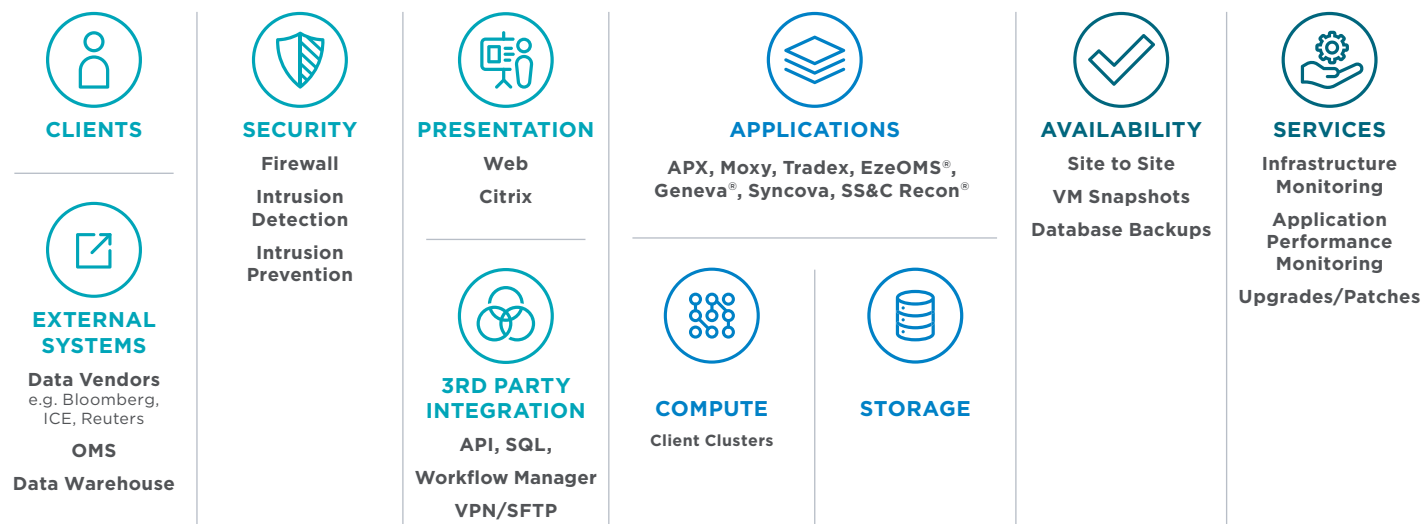 CLIENTS
EXTERNAL
SYSTEMS
Data Vendors
e.g. Bloomberg,
ICE, Reuters
OMS
Data Warehouse
SECURITY
Firewall
Intrusion
Detection
Intrusion
Prevention
PRESENTATION
Web
Citrix
3RD PARTY
INTEGRATION
API, SQL,
Workflow Manager
VPN/SFTP
APPLICATIONS
APX, Moxy, Tradex, EzeOMS®,
Geneva®, Syncova, SS&C Recon®
COMPUTE
Client Clusters
STORAGE
AVAILABILITY
Site to Site
VM Snapshots
Database Backups
SERVICES
Infrastructure
Monitoring
Application
Performance
Monitoring
Upgrades/Patches